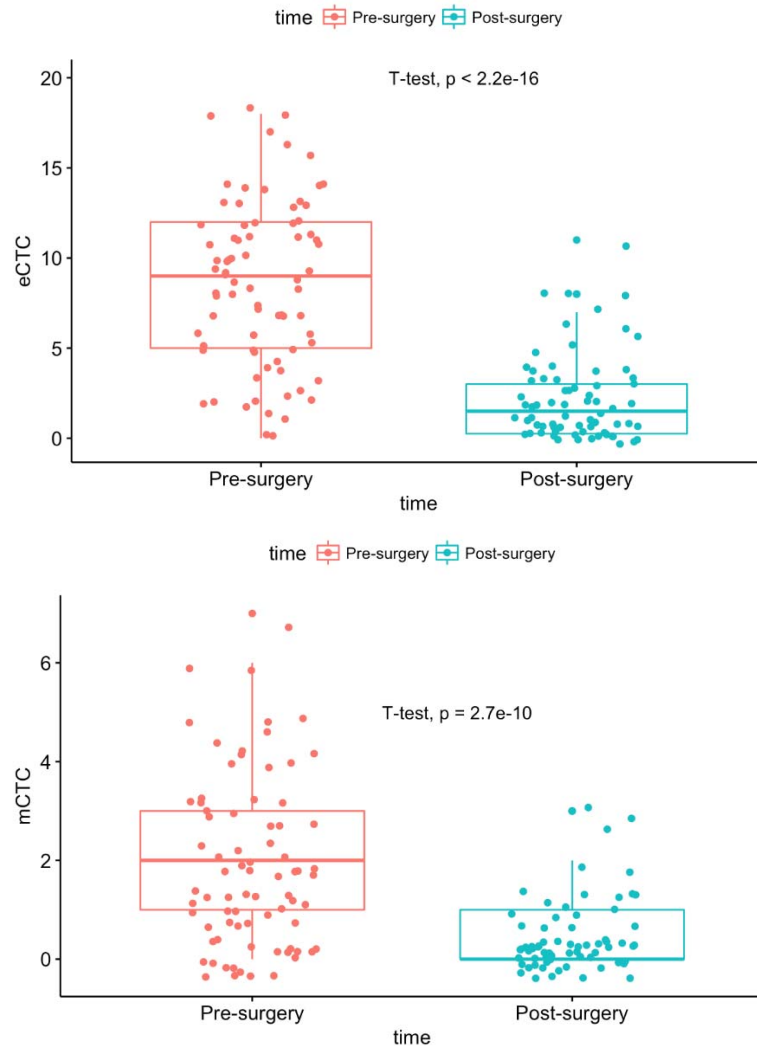 time Pre-surgery Post-surgery
T-test, p < 2.2e-16
eCTC
20
15
10
5
0
Pre-surgery Post-surgery
time
time Pre-surgery Post-surgery
T-test, p = 2.7e-10
mCTC
6
4
2
0
Pre-surgery Post-surgery
time